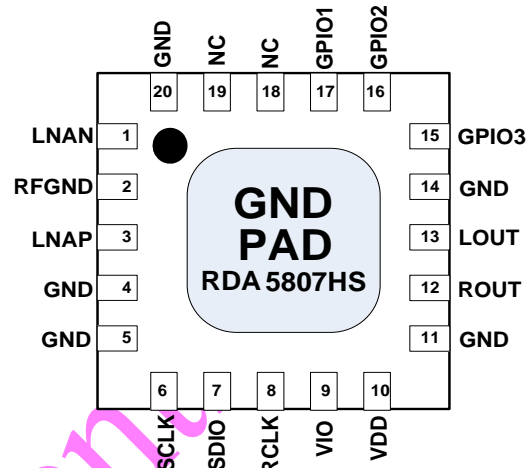 GND
NC
NC
GPIO1
GPIO2
20
19
18
17
16
LNAN 1
RFGND 2
LNAP 3
GND 4
GND 5
15 GPIO3
14 GND
13 LOUT
12 ROUT
11 GND
GND
PAD
RDA 5807HS
6
7
8
9
10
SCLK
SDIO
RCLK
VIO
VDD